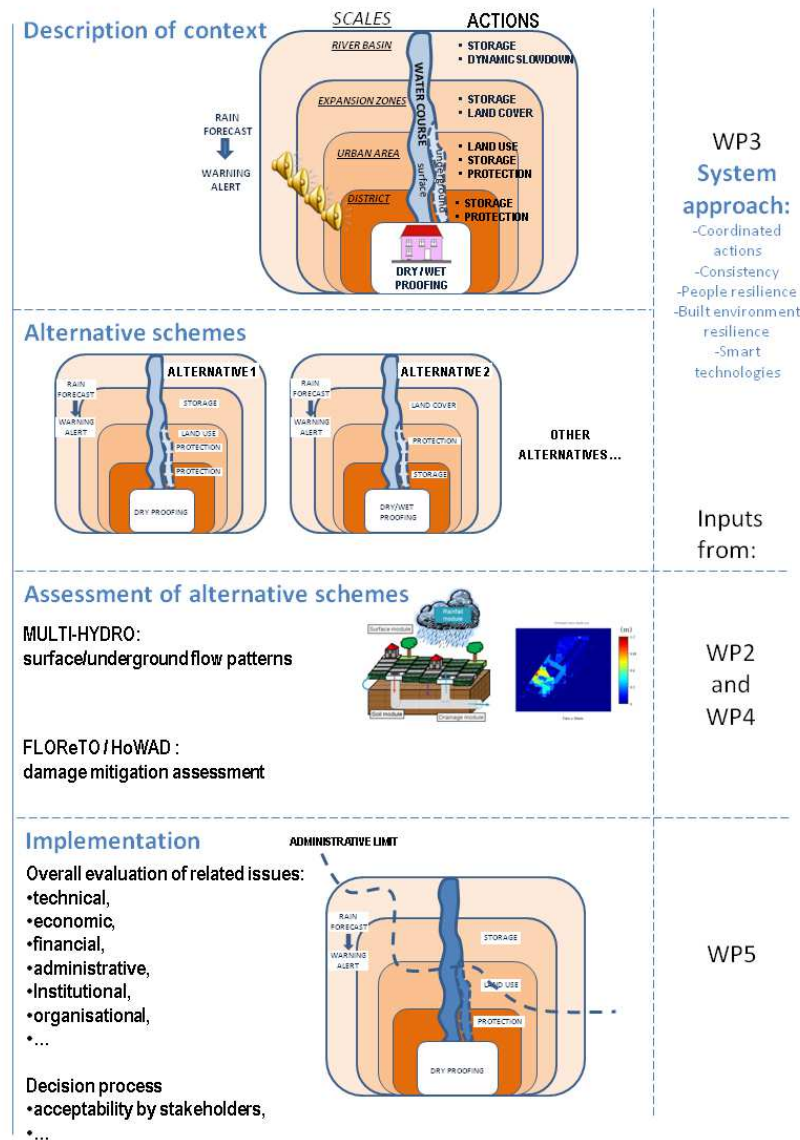 Description of context
SCALES
ACTIONS
RIVER BASIN
• STORAGE
• DYNAMIC SLOWDOWN
EXPANSION ZONES
• STORAGE
• LAND COVER
URBAN AREA
• LAND USE
• STORAGE
• PROTECTION
DISTRICT
• STORAGE
• PROTECTION
WATER COURSE
surface
underground
RAIN
FORECAST
WARNING
ALERT
DRY/WET
PROOFING
WP3
System
approach:
-Coordinated
actions
-Consistency
-People resilience
-Built environment
resilience
-Smart
technologies
Alternative schemes
ALTERNATIVE 1
RAIN
FORECAST
WARNING
ALERT
STORAGE
LAND USE
PROTECTION
PROTECTION
DRY PROOFING
ALTERNATIVE 2
RAIN
FORECAST
WARNING
ALERT
LAND COVER
PROTECTION
STORAGE
DRY/WET
PROOFING
OTHER
ALTERNATIVES...
Inputs
from:
Assessment of alternative schemes
MULTI-HYDRO:
surface/underground flow patterns
Rainfall
module
Surface module
Soil module
Drainage module
(m)
FLOReTO / HoWAD :
damage mitigation assessment
WP2
and
WP4
Implementation
Overall evaluation of related issues:
•technical,
•economic,
•financial,
•administrative,
•Institutional,
•organisational,
•...
Decision process
•acceptability by stakeholders,
•...
ADMINISTRATIVE LIMIT
RAIN
FORECAST
WARNING
ALERT
STORAGE
LAND USE
PROTECTION
DRY PROOFING
WP5